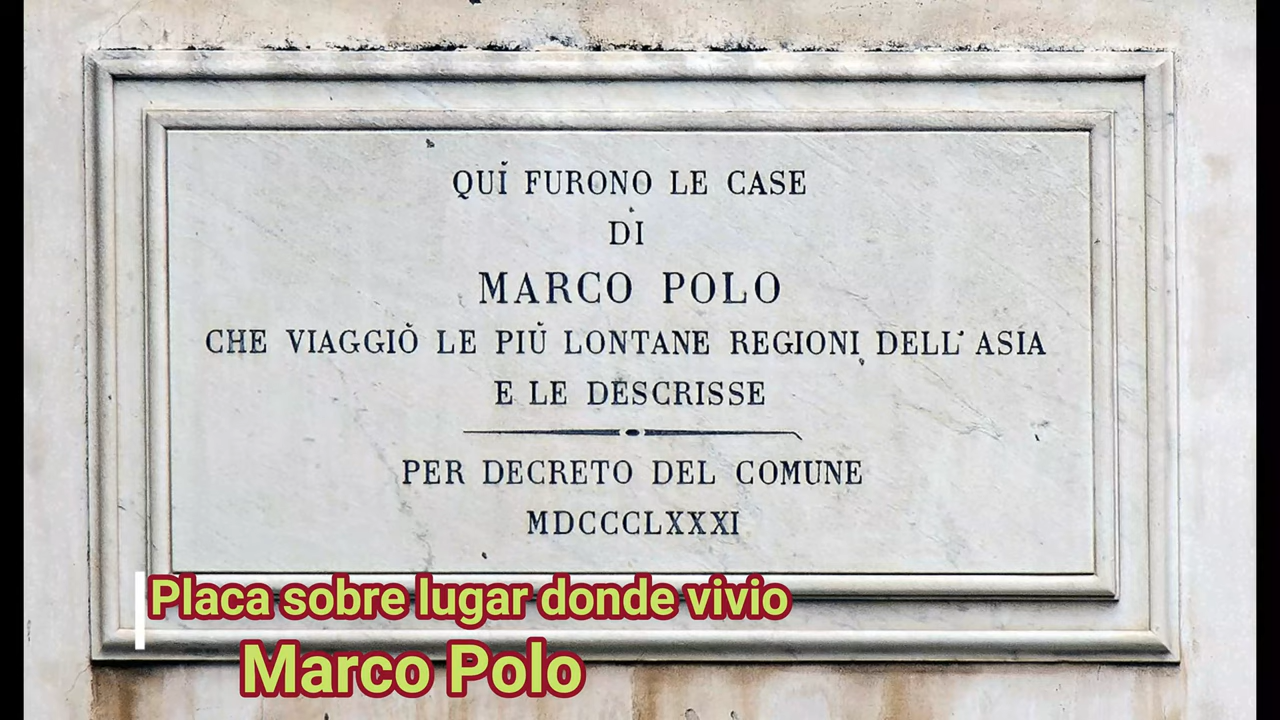 QUĬ FURONO LE CASE
DI
MARCO POLO
CHE VIAGGIÒ LE PIÙ LONTANE REGIONI DELL' ASIA
E LE DESCRISSE
PER DECRETO DEL COMUNE
MDCCCLXXXI
Placa sobre lugar donde vivio
Marco Polo